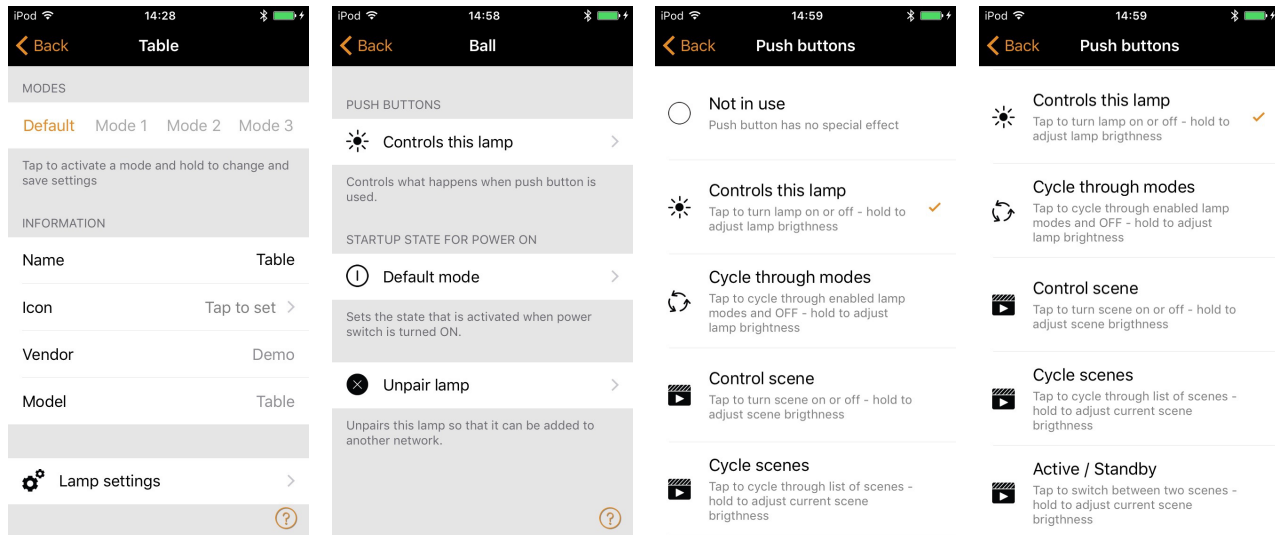 iPod 14:28
Back Table
MODES
Default Mode 1 Mode 2 Mode 3
Tap to activate a mode and hold to change and
save settings
INFORMATION
Name Table
Icon Tap to set
Vendor Demo
Model Table
Lamp settings
?
iPod 14:58
Back Ball
PUSH BUTTONS
Controls this lamp
Controls what happens when push button is
used.
STARTUP STATE FOR POWER ON
Default mode
Sets the state that is activated when power
switch is turned ON.
Unpair lamp
Unpairs this lamp so that it can be added to
another network.
?
iPod 14:59
Back Push buttons
Not in use
Push button has no special effect
Controls this lamp
Tap to turn lamp on or off - hold to
adjust lamp brigthness
Cycle through modes
Tap to cycle through enabled lamp
modes and OFF - hold to adjust
lamp brightness
Control scene
Tap to turn scene on or off - hold to
adjust scene brigthness
Cycle scenes
Tap to cycle through list of scenes -
hold to adjust current scene
brigthness
iPod 14:59
Back Push buttons
Controls this lamp
Tap to turn lamp on or off - hold to
adjust lamp brigthness
Cycle through modes
Tap to cycle through enabled lamp
modes and OFF - hold to adjust
lamp brightness
Control scene
Tap to turn scene on or off - hold to
adjust scene brigthness
Cycle scenes
Tap to cycle through list of scenes -
hold to adjust current scene
brigthness
Active / Standby
Tap to switch between two scenes -
hold to adjust current scene
brigthness